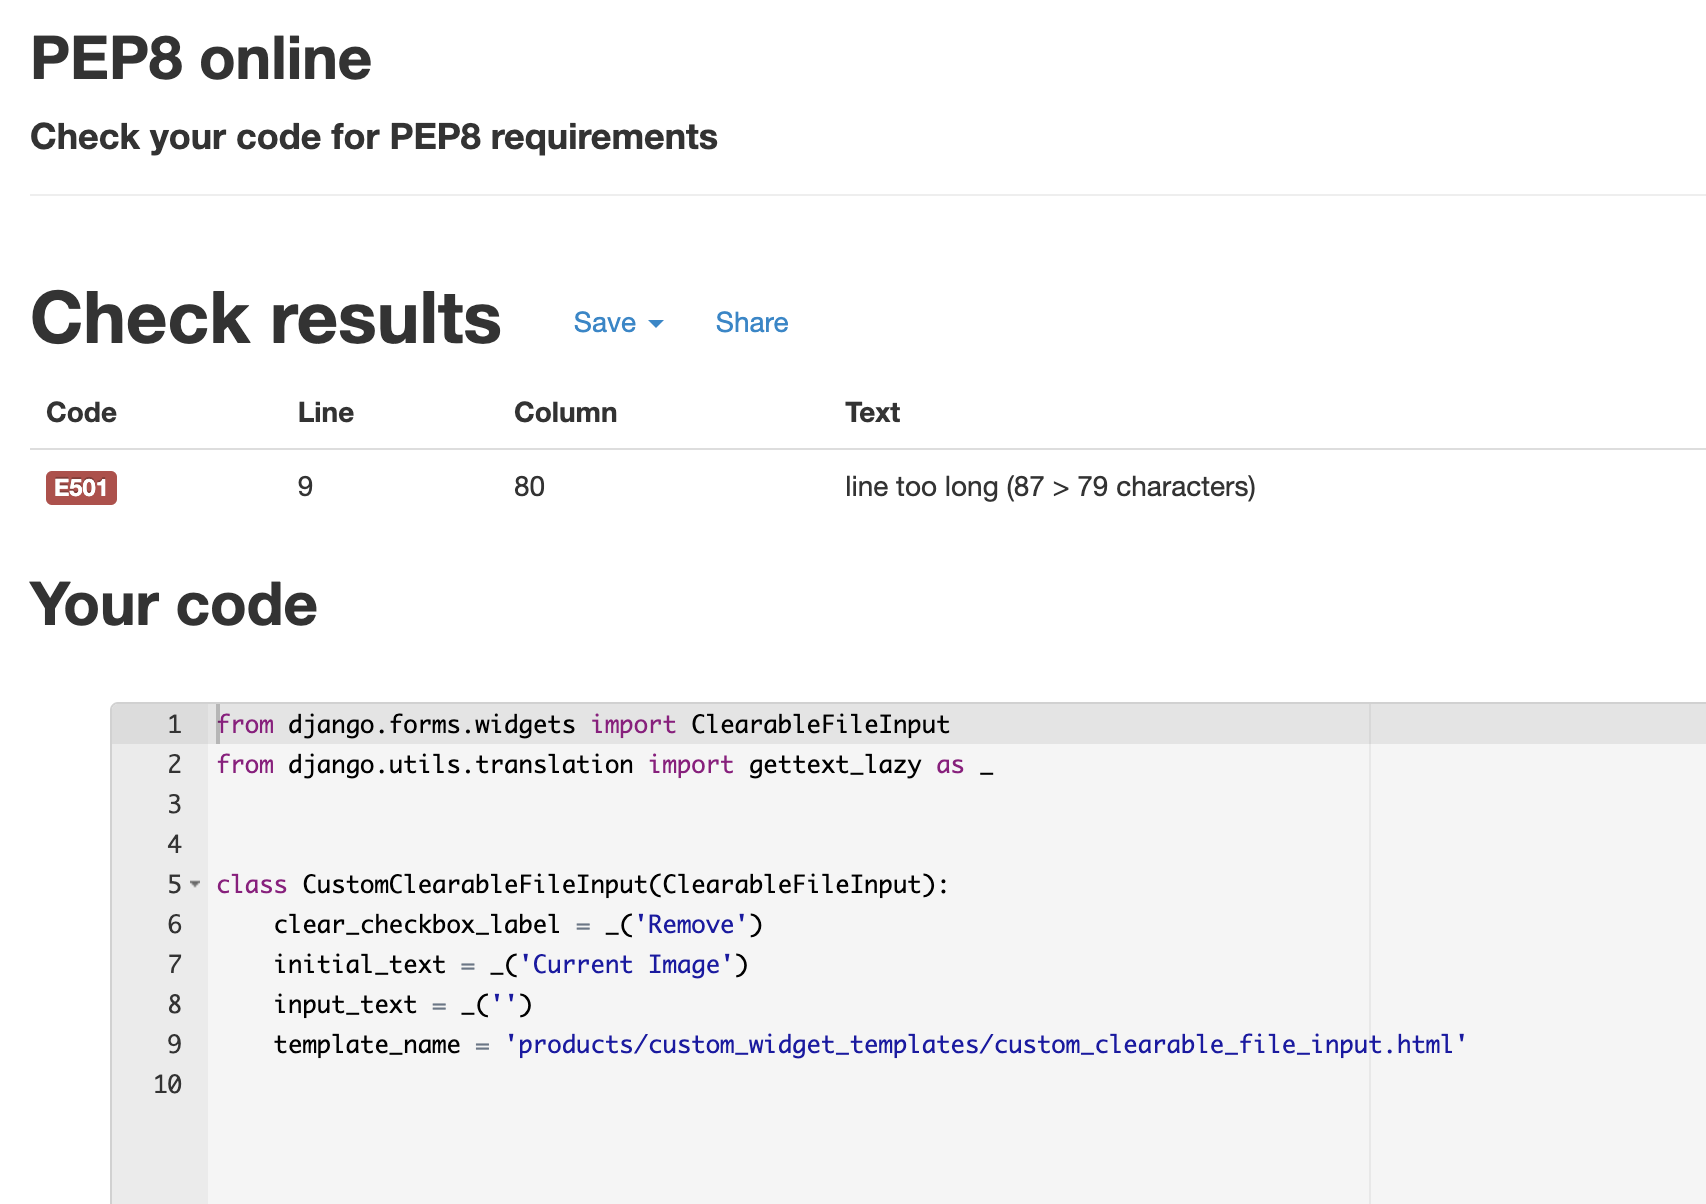 PEP8 online
Check your code for PEP8 requirements
Check results Save Share
Code Line Column Text
E501 9 80 line too long (87 > 79 characters)
Your code
1 from django.forms.widgets import ClearableFileInput
2 from django.utils.translation import gettext_lazy as _
3
4
5 class CustomClearableFileInput(ClearableFileInput):
6     clear_checkbox_label = _('Remove')
7     initial_text = _('Current Image')
8     input_text = _('')
9     template_name = 'products/custom_widget_templates/custom_clearable_file_input.html'
10